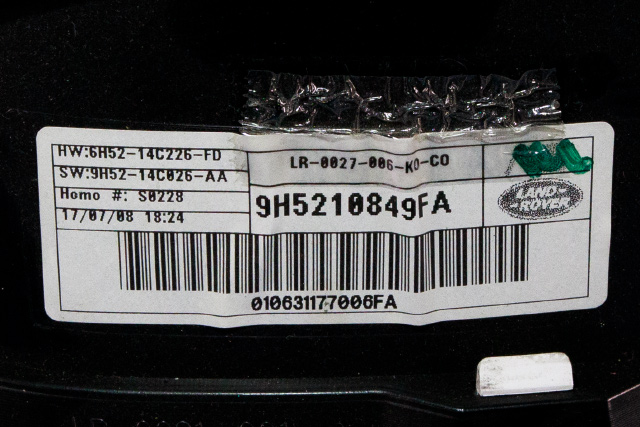 HW:6H52-14C226-FD
SW:9H52-14C026-AA
Homo #: S0228
17/07/08 18:24
LR-0027-006-KO-CO
9H5210849FA
LAND ROVER
010631177006FA